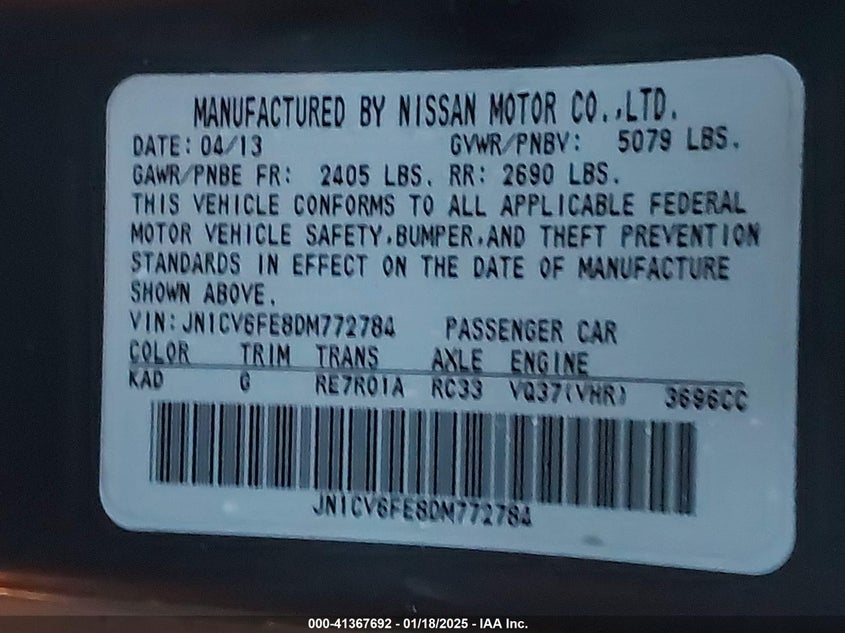 MANUFACTURED BY NISSAN MOTOR CO.,LTD.
DATE: 04/13 GVWR/PNBV: 5079 LBS.
GAWR/PNBE FR: 2405 LBS. RR: 2690 LBS.
THIS VEHICLE CONFORMS TO ALL APPLICABLE FEDERAL
MOTOR VEHICLE SAFETY,BUMPER,AND THEFT PREVENTION
STANDARDS IN EFFECT ON THE DATE OF MANUFACTURE
SHOWN ABOVE.
VIN: JN1CV6FE8DM772784 PASSENGER CAR
COLOR TRIM TRANS AXLE ENGINE
KAD G RE7R01A RC33 VQ37(VHR) 3696CC
JN1CV6FE8DM772784
000-41367692 - 01/18/2025 - IAA Inc.